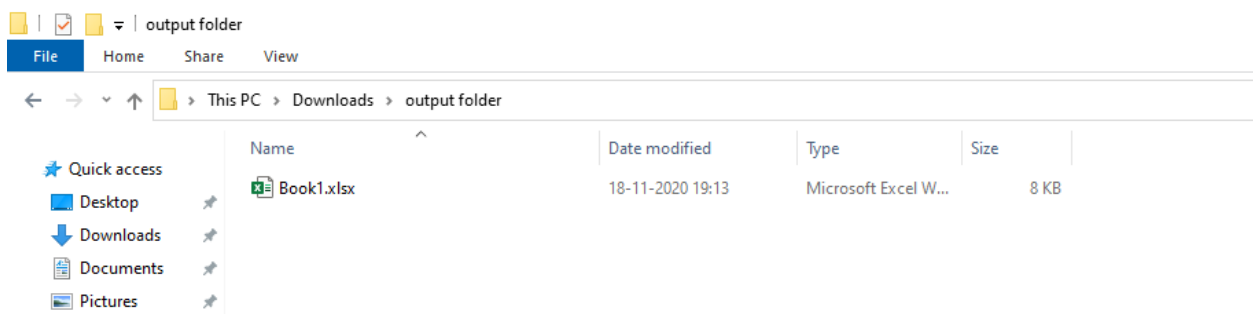 output folder
File Home Share View
This PC > Downloads > output folder
Name Date modified Type Size
Quick access
Book1.xlsx 18-11-2020 19:13 Microsoft Excel W... 8 KB
Desktop
Downloads
Documents
Pictures